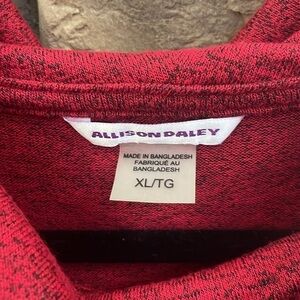 ALLISON DALEY
MADE IN BANGLADESH
FABRIQUÉ AU
BANGLADESH
XL/TG